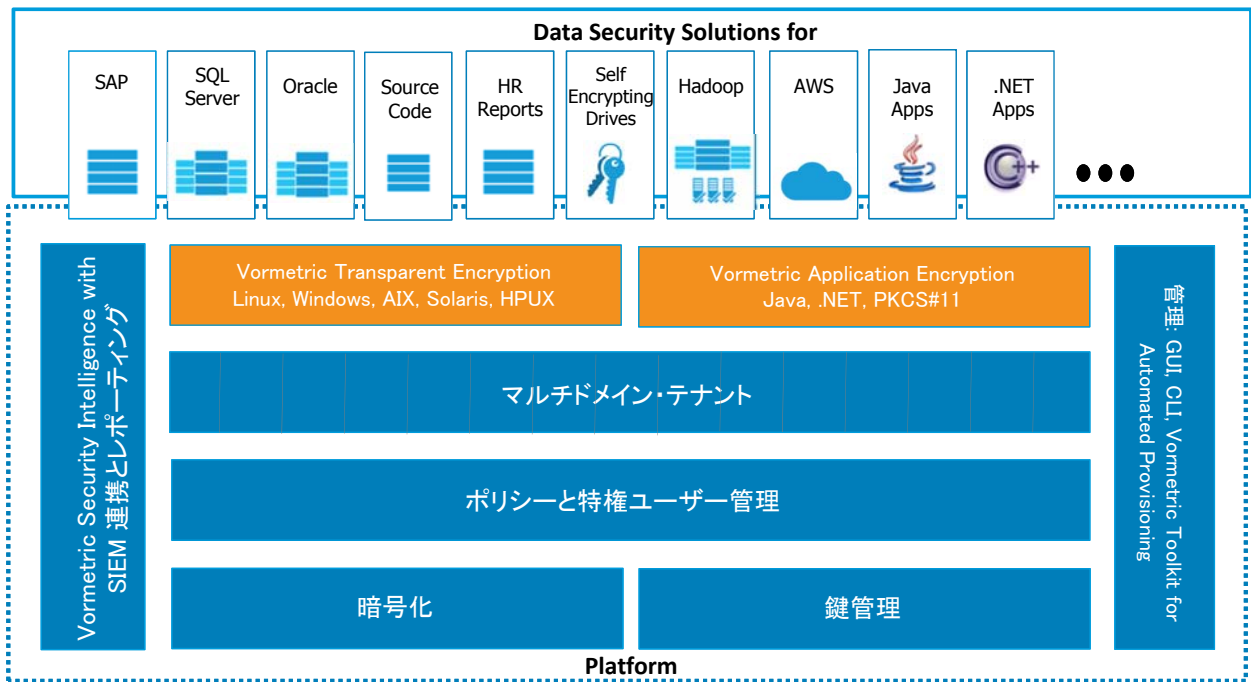 Data Security Solutions for
SAP
SQL
Server
Oracle
Source
Code
HR
Reports
Self
Encrypting
Drives
Hadoop
AWS
Java
Apps
.NET
Apps
C++
●●●
Vormetric Security Intelligence with
SIEM 連携とレポーティング
Vormetric Transparent Encryption
Linux, Windows, AIX, Solaris, HPUX
Vormetric Application Encryption
Java, .NET, PKCS#11
マルチドメイン・テナント
ポリシーと特権ユーザー管理
暗号化
鍵管理
管理: GUI, CLI, Vormetric Toolkit for
Automated Provisioning
Platform